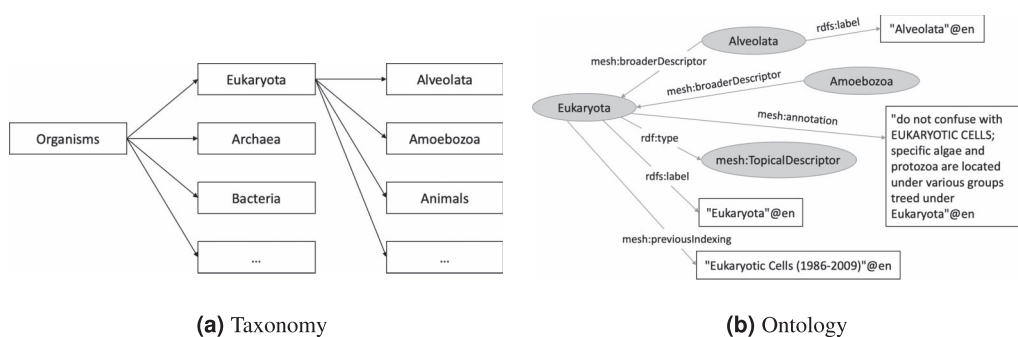 Organisms
Eukaryota
Archaea
Bacteria
...
Alveolata
Amoebozoa
Animals
...
(a) Taxonomy
Alveolata
rdfs:label
"Alveolata"@en
mesh:broaderDescriptor
mesh:broaderDescriptor
Amoebozoa
Eukaryota
mesh:annotation
"do not confuse with
EUKARYOTIC CELLS;
specific algae and
protozoa are located
under various groups
treed under
Eukaryota"@en
rdf:type
mesh:TopicalDescriptor
rdfs:label
"Eukaryota"@en
mesh:previousIndexing
"Eukaryotic Cells (1986-2009)"@en
(b) Ontology